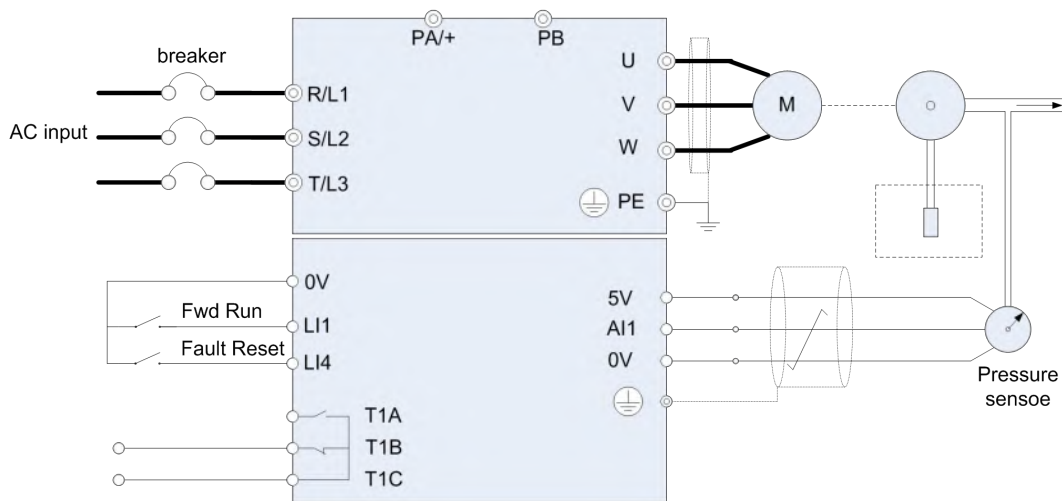 PA/+
PB
breaker
AC input
R/L1
S/L2
T/L3
U
V
W
PE
M
0V
Fwd Run
LI1
Fault Reset
LI4
T1A
T1B
T1C
5V
AI1
0V
Pressure
sensoe